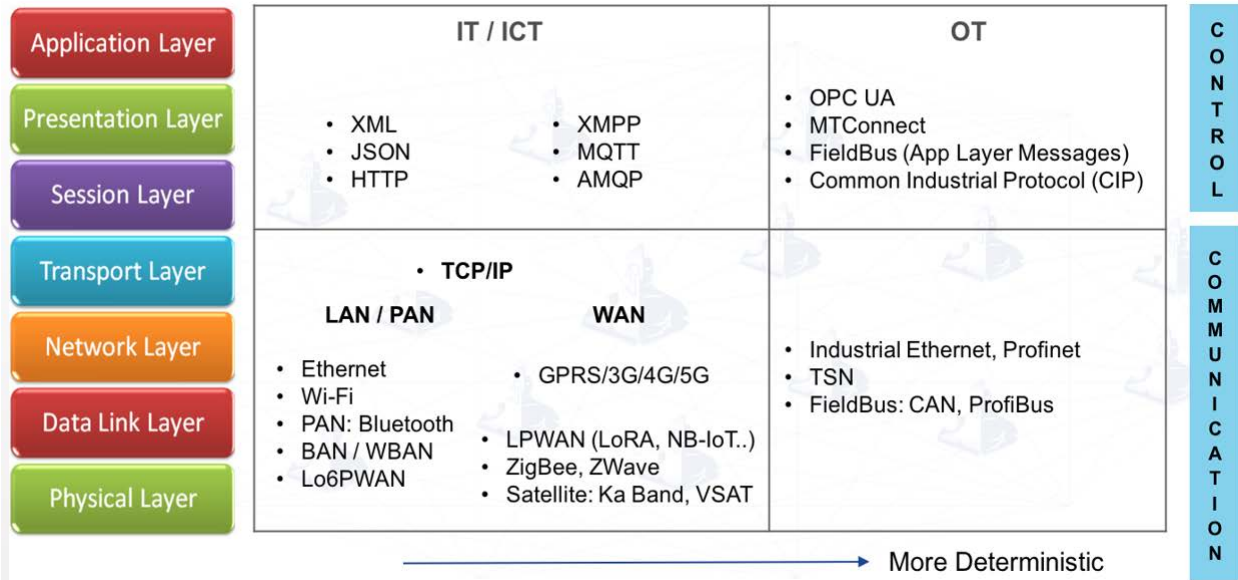 Application Layer
Presentation Layer
Session Layer
Transport Layer
Network Layer
Data Link Layer
Physical Layer
IT / ICT
• XML
• JSON
• HTTP
• XMPP
• MQTT
• AMQP
OT
• OPC UA
• MTConnect
• FieldBus (App Layer Messages)
• Common Industrial Protocol (CIP)
• TCP/IP
LAN / PAN
• Ethernet
• Wi-Fi
• PAN: Bluetooth
• BAN / WBAN
• Lo6PWAN
WAN
• GPRS/3G/4G/5G
• LPWAN (LoRA, NB-IoT..)
• ZigBee, ZWave
• Satellite: Ka Band, VSAT
• Industrial Ethernet, Profinet
• TSN
• FieldBus: CAN, ProfiBus
CONTROL
COMMUNICATION
More Deterministic